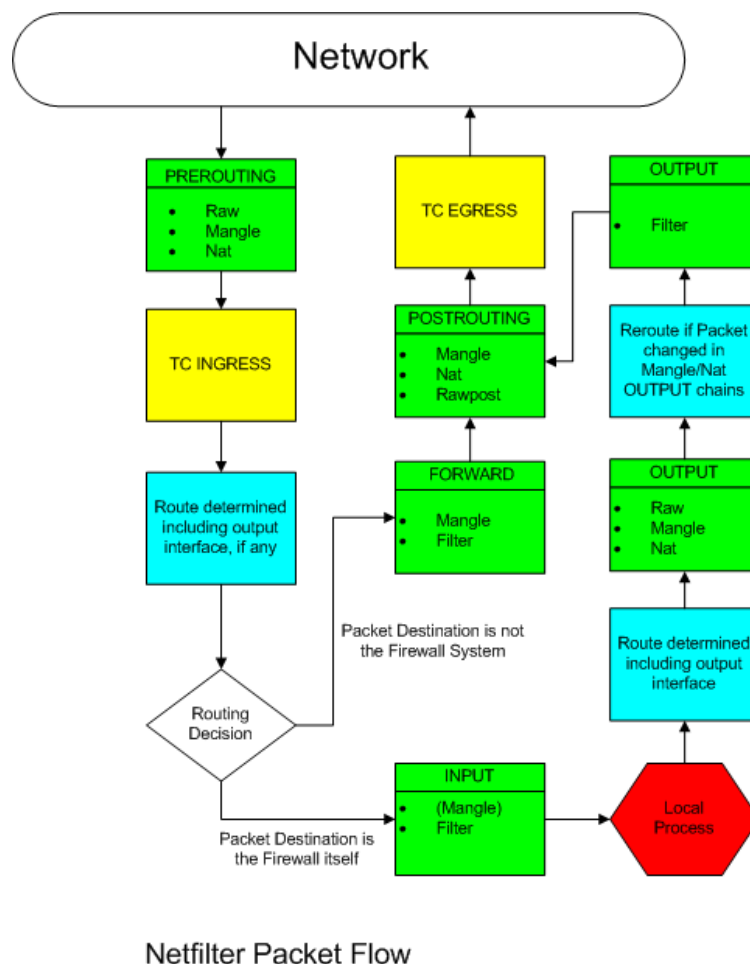 Network
PREROUTING
• Raw
• Mangle
• Nat
TC INGRESS
Route determined
including output
interface, if any
Routing
Decision
Packet Destination is not
the Firewall System
Packet Destination is
the Firewall itself
TC EGRESS
POSTROUTING
• Mangle
• Nat
• Rawpost
FORWARD
• Mangle
• Filter
INPUT
• (Mangle)
• Filter
OUTPUT
• Filter
Reroute if Packet
changed in
Mangle/Nat
OUTPUT chains
OUTPUT
• Raw
• Mangle
• Nat
Route determined
including output
interface
Local
Process
Netfilter Packet Flow